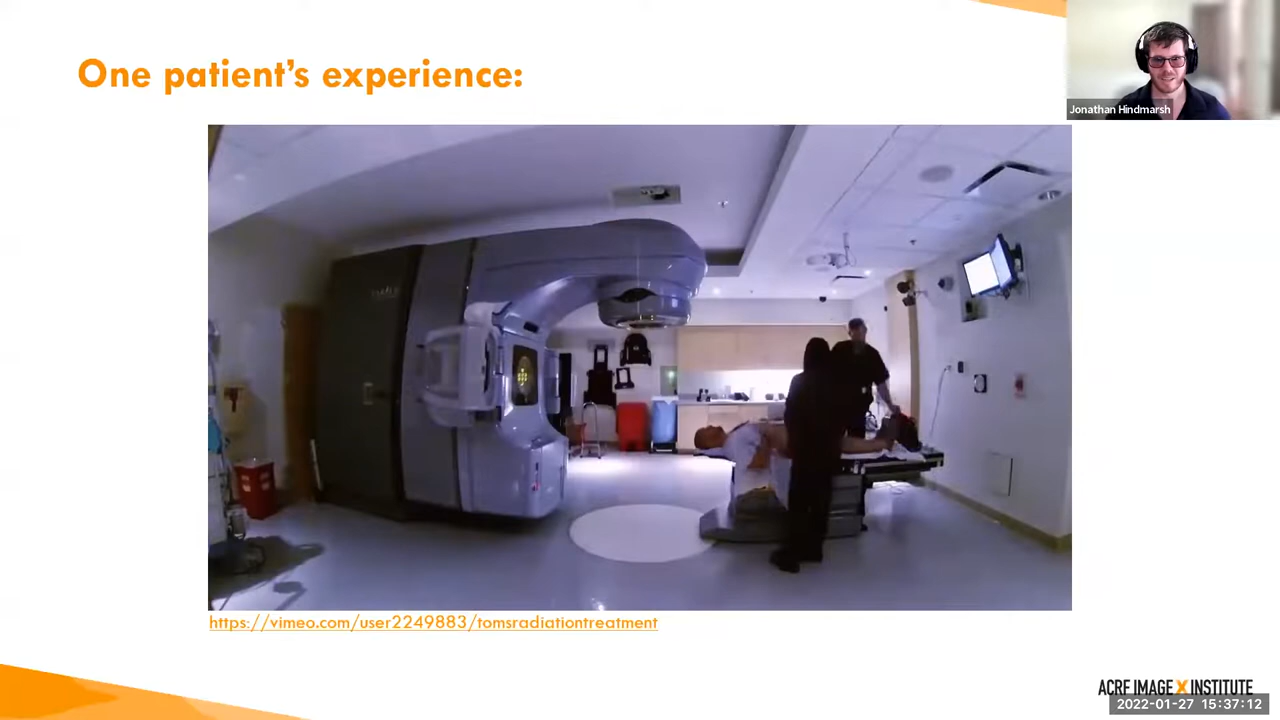 One patient's experience:
Jonathan Hindmarsh
https://vimeo.com/user2249883/tomsradiationtreatment
ACRF IMAGE X INSTITUTE
2022-01-27 15:37:12